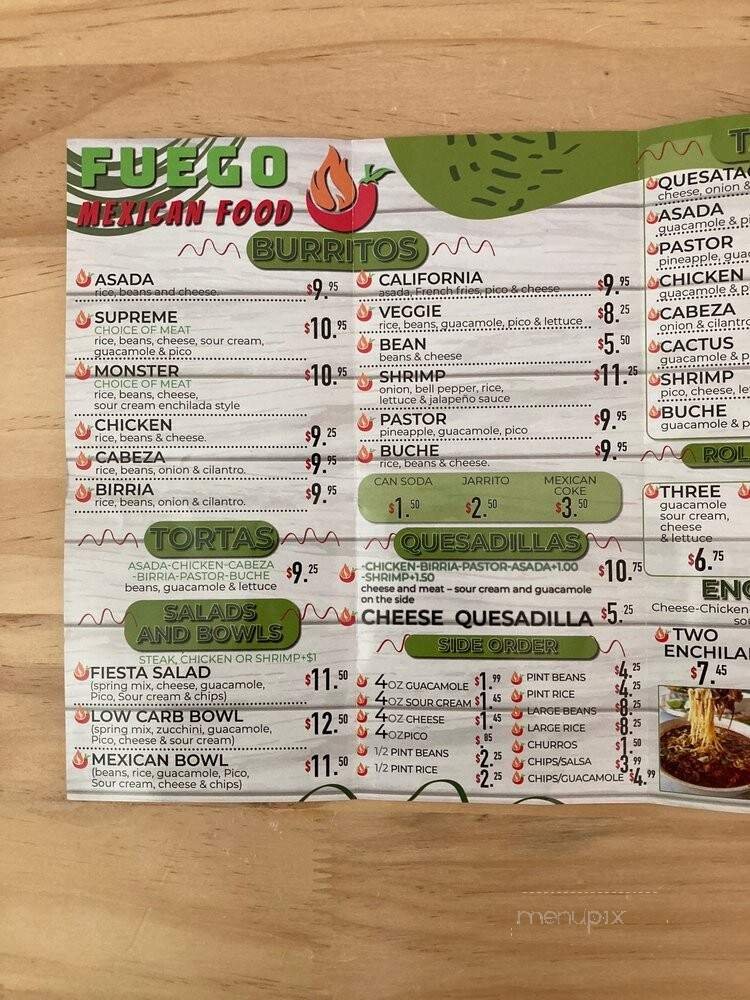 FUEGO
MEXICAN FOOD
BURRITOS
ASADA $9.95
rice, beans and cheese.
SUPREME $10.95
CHOICE OF MEAT
rice, beans, cheese, sour cream,
guacamole & pico
MONSTER $10.95
CHOICE OF MEAT
rice, beans, cheese,
sour cream enchilada style
CHICKEN $9.25
rice, beans & cheese.
CABEZA $9.95
rice, beans, onion & cilantro.
BIRRIA $9.95
rice, beans, onion & cilantro.
CALIFORNIA $9.95
asada, French fries, pico & cheese
VEGGIE $8.25
rice, beans, guacamole, pico & lettuce
BEAN $5.50
beans & cheese
SHRIMP $11.25
onion, bell pepper, rice,
lettuce & jalapeño sauce
PASTOR $9.95
pineapple, guacamole, pico
BUCHE $9.95
rice, beans & cheese.
CAN SODA JARRITO MEXICAN
COKE
$1.50 $2.50 $3.50
TORTAS
ASADA-CHICKEN-CABEZA
-BIRRIA-PASTOR-BUCHE $9.25
beans, guacamole & lettuce
SALADS
AND BOWLS
STEAK, CHICKEN OR SHRIMP+$1
FIESTA SALAD $11.50
(spring mix, cheese, guacamole,
Pico, Sour cream & chips)
LOW CARB BOWL $12.50
(spring mix, zucchini, guacamole,
Pico, cheese & sour cream)
MEXICAN BOWL $11.50
(beans, rice, guacamole, Pico,
Sour cream, cheese & chips)
QUESADILLAS
-CHICKEN-BIRRIA-PASTOR-ASADA+1.00
-SHRIMP+1.50 $10.75
cheese and meat – sour cream and guacamole
on the side
CHEESE QUESADILLA $5.25
SIDE ORDER
4OZ GUACAMOLE $1.99
4OZ SOUR CREAM $1.45
4OZ CHEESE $1.45
4OZPICO $.85
1/2 PINT BEANS $2.25
1/2 PINT RICE $2.25
PINT BEANS $4.25
PINT RICE $4.25
LARGE BEANS $8.25
LARGE RICE $8.25
CHURROS $1.50
CHIPS/SALSA $3.99
CHIPS/GUACAMOLE $4.99
T
QUESATA
cheese, onion &
ASADA
guacamole & p
PASTOR
pineapple, guac
CHICKEN
guacamole & p
CABEZA
onion & cilantro
CACTUS
guacamole & p
SHRIMP
pico, cheese, le
BUCHE
guacamole & p
ROL
THREE
guacamole
sour cream,
cheese
& lettuce
$6.75
ENC
Cheese-Chicken
sou
TWO
ENCHILA
$7.45
menupix